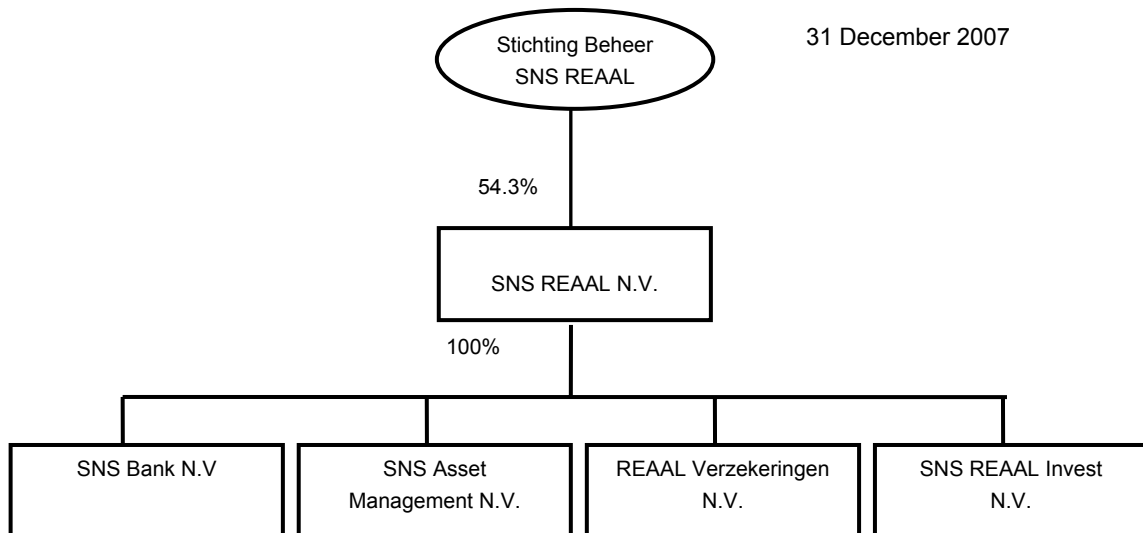 Stichting Beheer
SNS REAAL
31 December 2007
54.3%
SNS REAAL N.V.
100%
SNS Bank N.V
SNS Asset
Management N.V.
REAAL Verzekeringen
N.V.
SNS REAAL Invest
N.V.